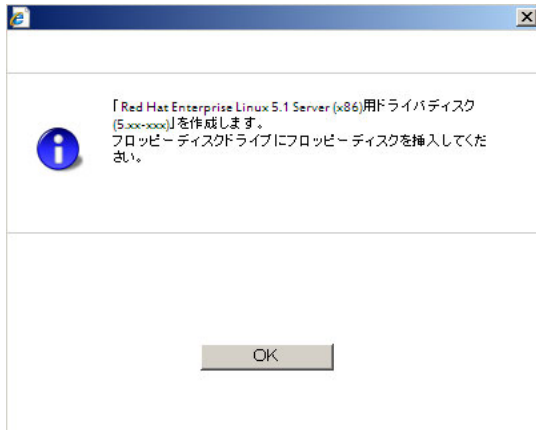 「Red Hat Enterprise Linux 5.1 Server (x86)用ドライバディスク
(5.xx-xxx)」を作成します。
フロッピーディスクドライブにフロッピーディスクを挿入してくだ
さい。
OK